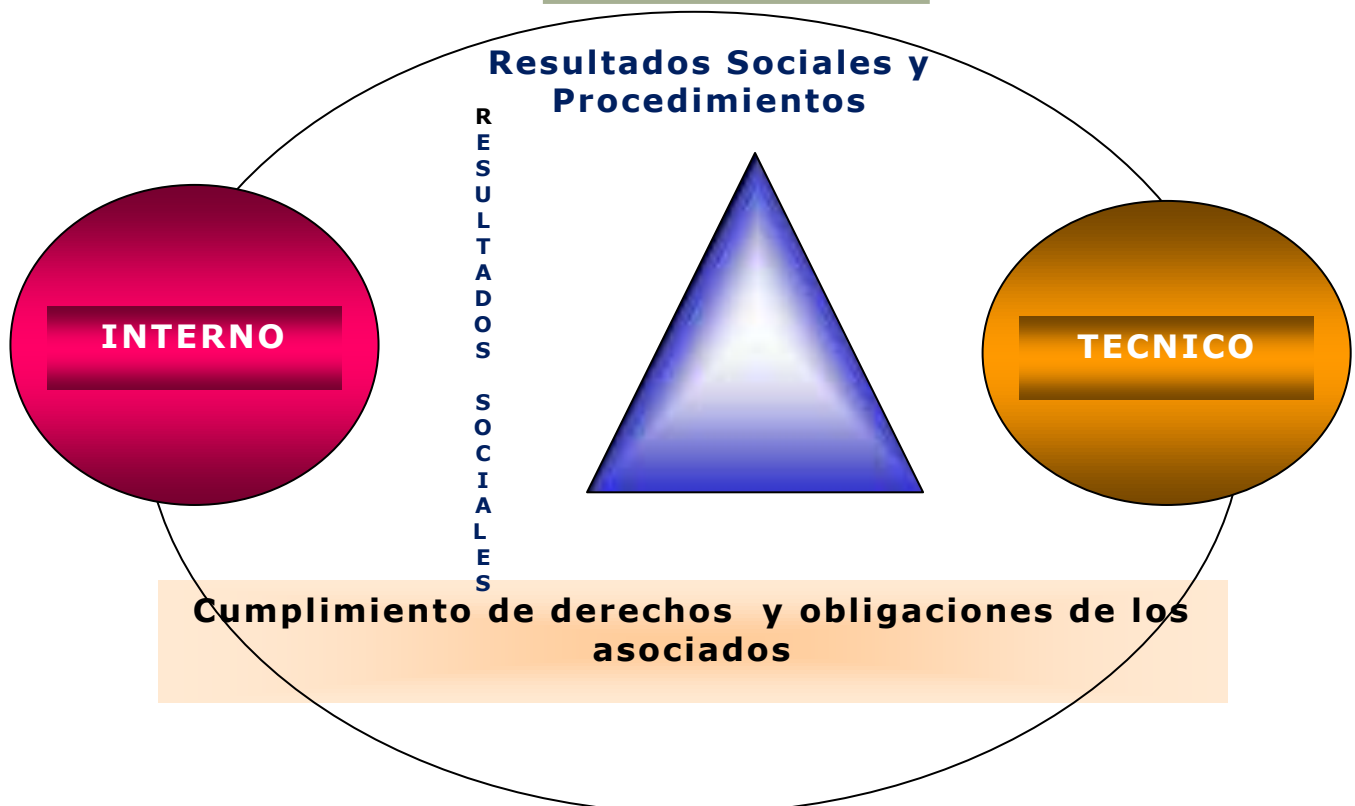 Resultados Sociales y
Procedimientos
RESULTADOS SOCIALES
INTERNO
TECNICO
Cumplimiento de derechos y obligaciones de los
asociados